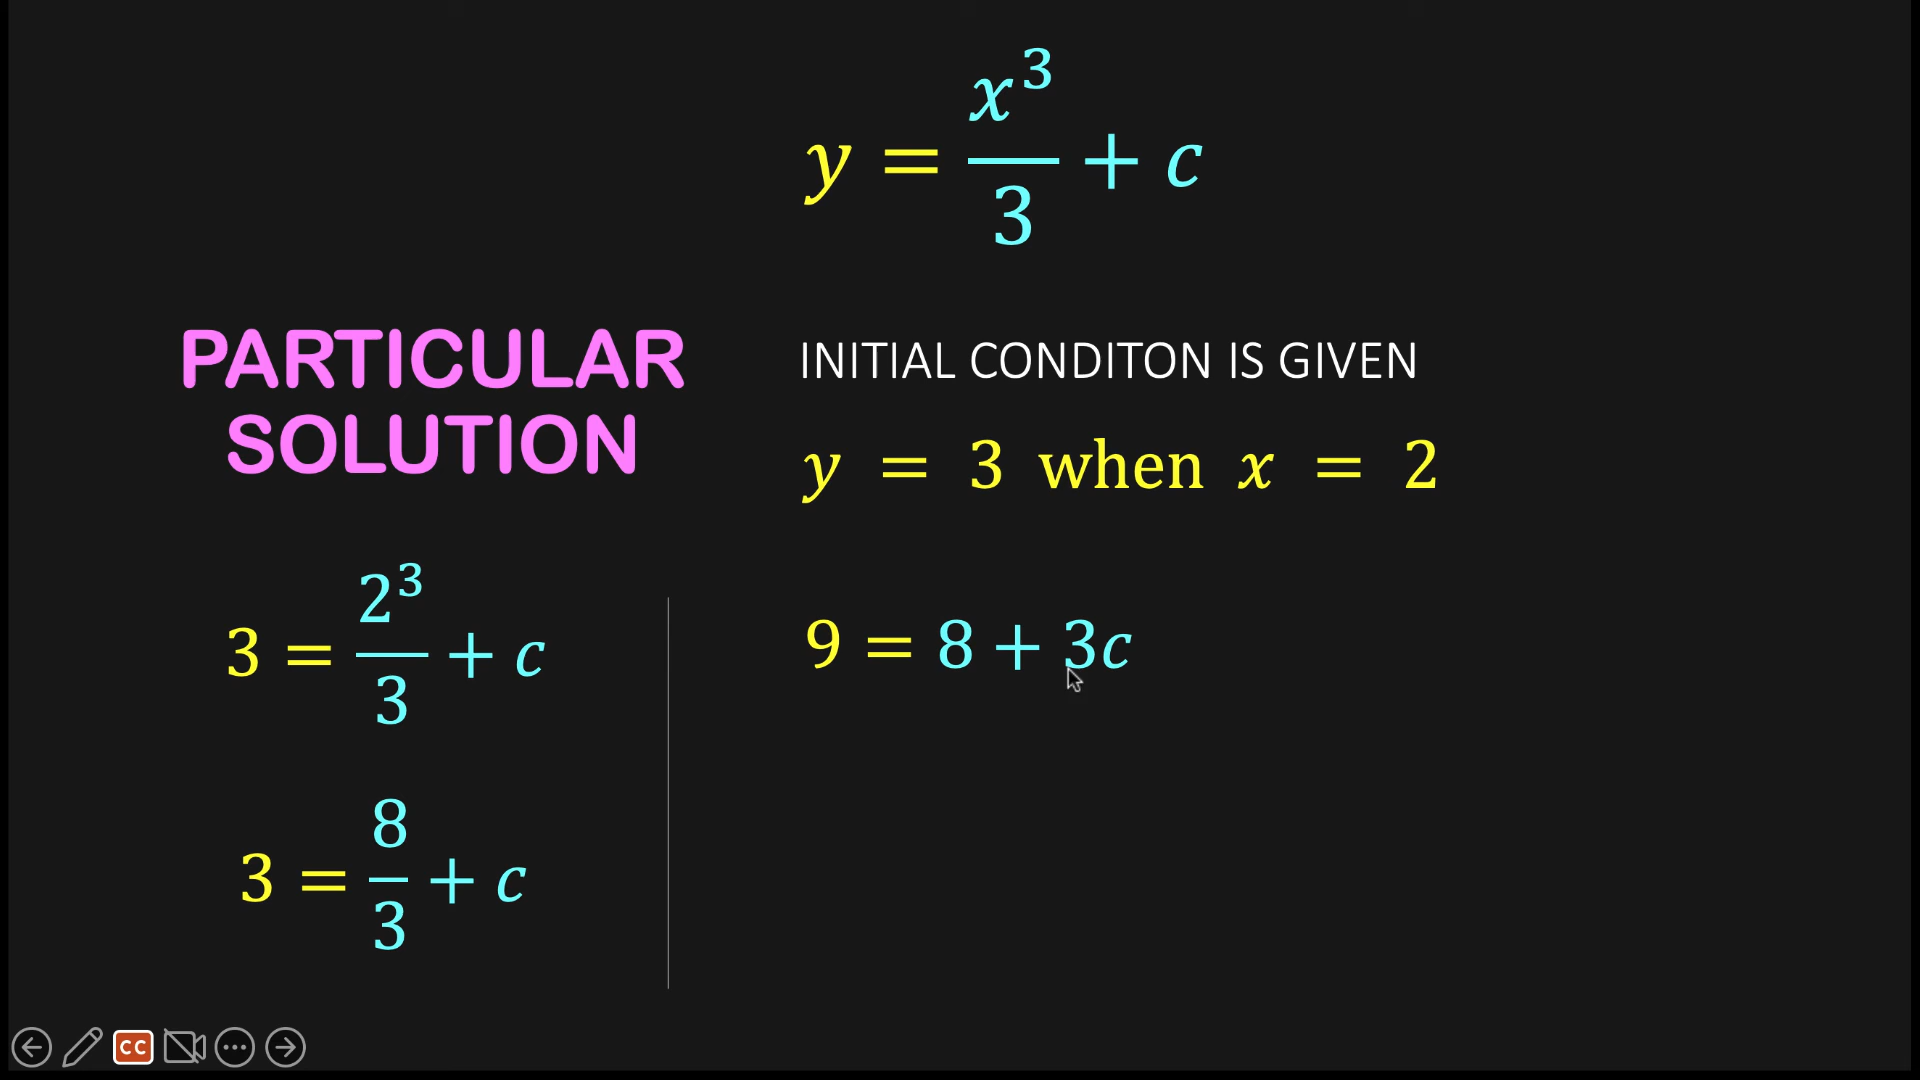 y = x³/3 + c
PARTICULAR
SOLUTION
INITIAL CONDITON IS GIVEN
y = 3 when x = 2
3 = 2³/3 + c
3 = 8/3 + c
9 = 8 + 3c
CC